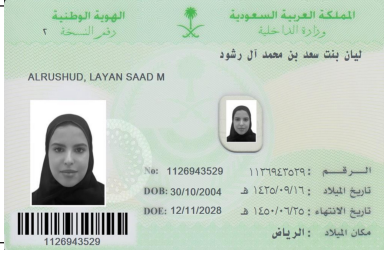 المملكة العربية السعودية
وزارة الداخلية
الهوية الوطنية
رقم النسخة ٢
ليان بنت سعد بن محمد آل رشود
ALRUSHUD, LAYAN SAAD M
No: 1126943529
الرقم : ١١٢٦٩٤٣٥٢٩
DOB: 30/10/2004
تاريخ الميلاد : ١٤٢٥/٠٩/١٦ هـ
DOE: 12/11/2028
تاريخ الانتهاء : ١٤٥٠/٠٦/٢٥ هـ
مكان الميلاد : الرياض
1126943529